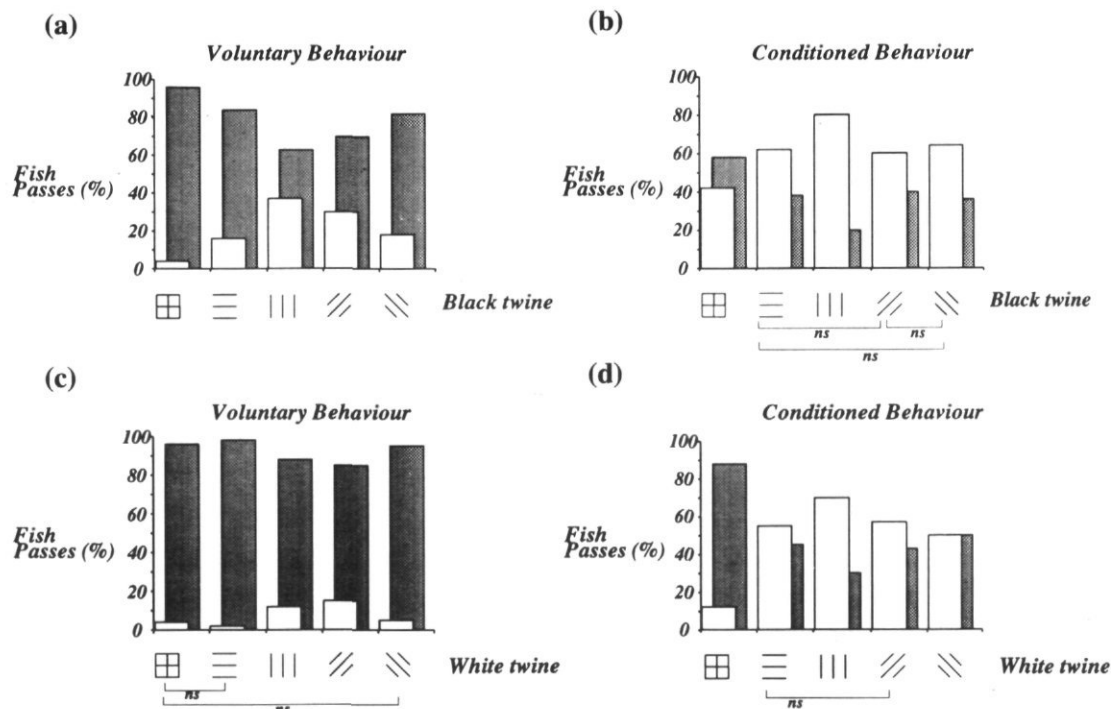 (a)
Voluntary Behaviour
100
80
60
40
20
0
Fish
Passes (%)
Black twine
(b)
Conditioned Behaviour
100
80
60
40
20
0
Fish
Passes (%)
Black twine
ns
ns
ns
(c)
Voluntary Behaviour
100
80
60
40
20
0
Fish
Passes (%)
White twine
ns
ns
(d)
Conditioned Behaviour
100
80
60
40
20
0
Fish
Passes (%)
White twine
ns